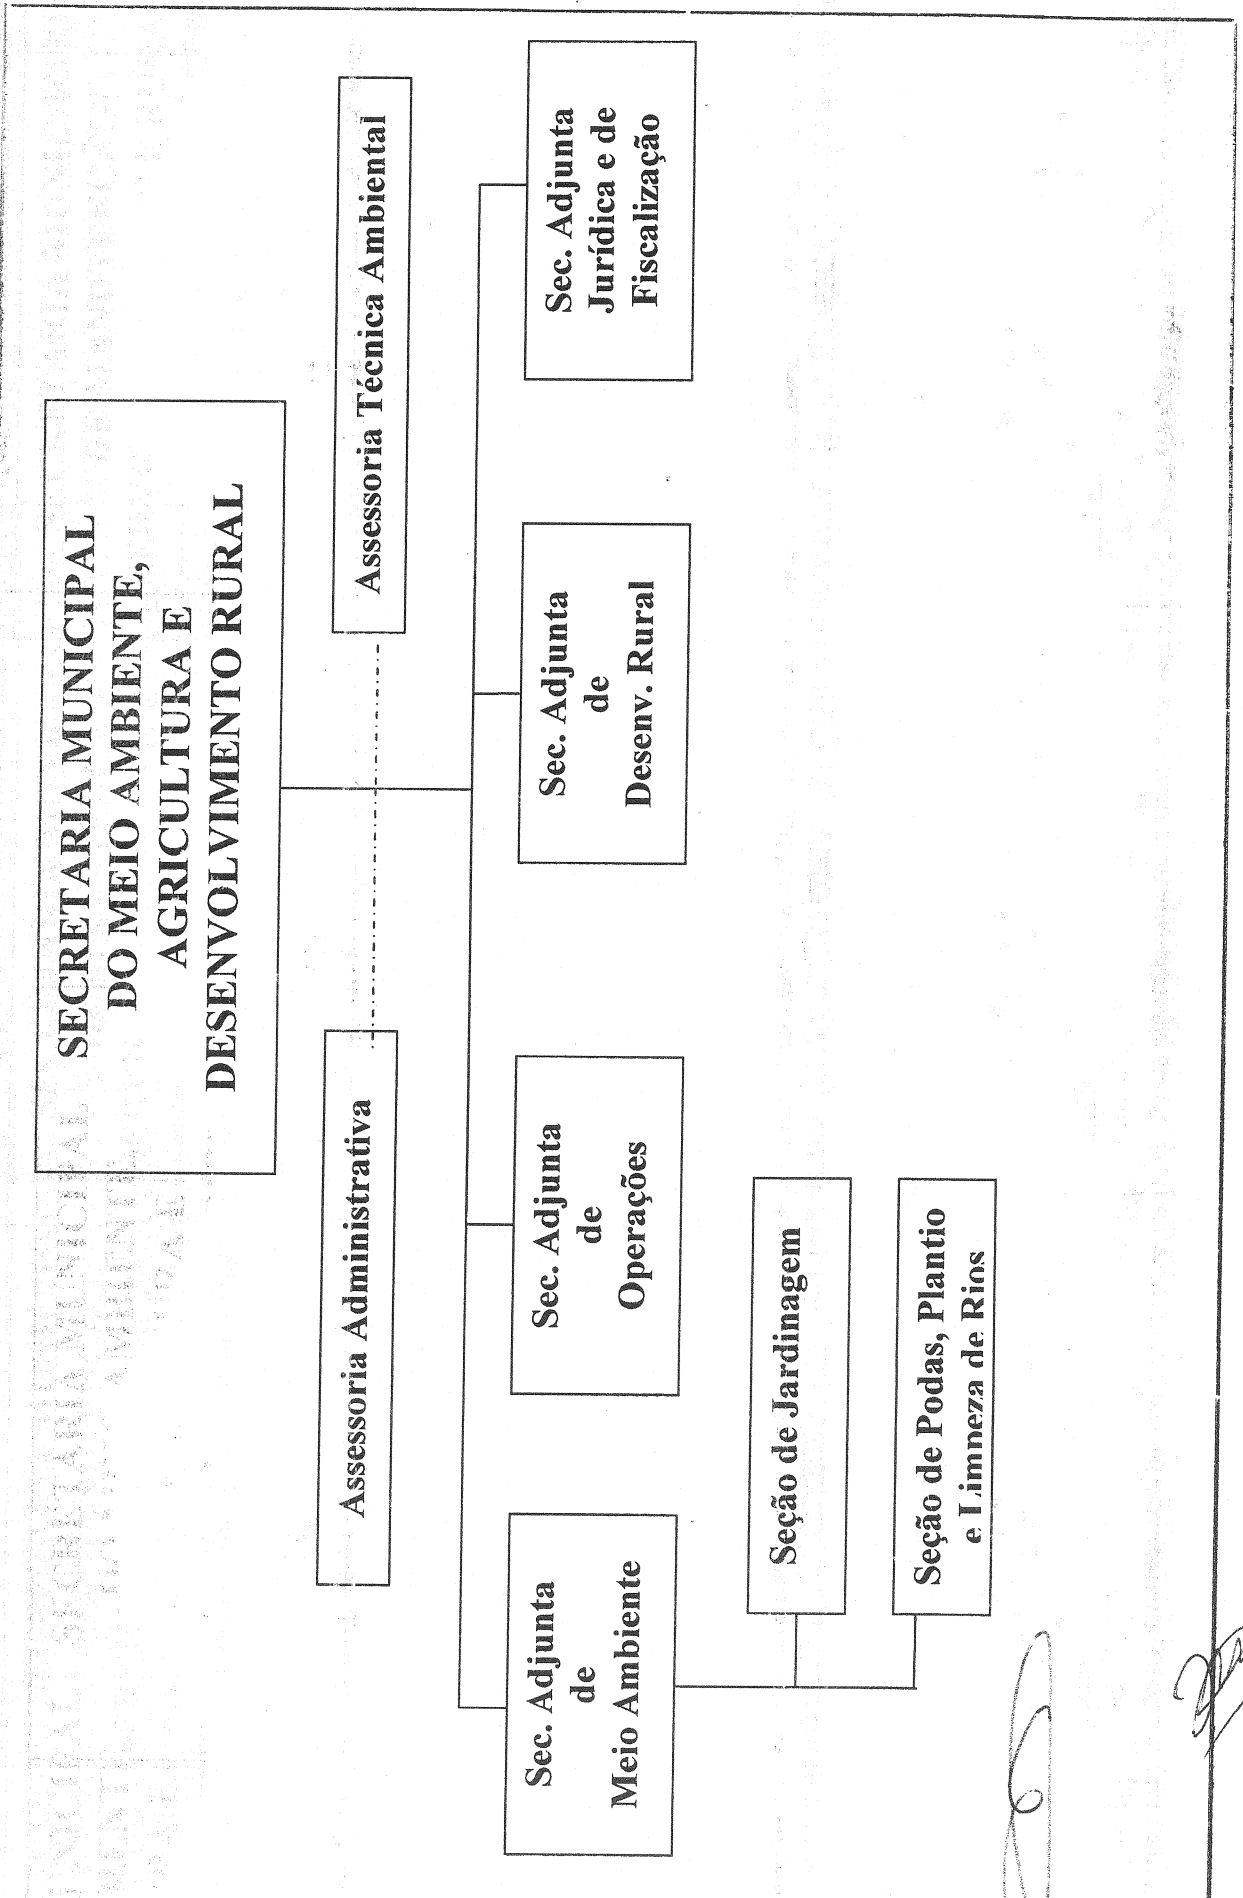 SECRETARIA MUNICIPAL
DO MEIO AMBIENTE,
AGRICULTURA E
DESENVOLVIMENTO RURAL
Assessoria Administrativa
Assessoria Técnica Ambiental
Sec. Adjunta
de
Meio Ambiente
Sec. Adjunta
de
Operações
Sec. Adjunta
de
Desenv. Rural
Sec. Adjunta
Jurídica e de
Fiscalização
Seção de Jardinagem
Seção de Podas, Plantio
e Limpeza de Rios